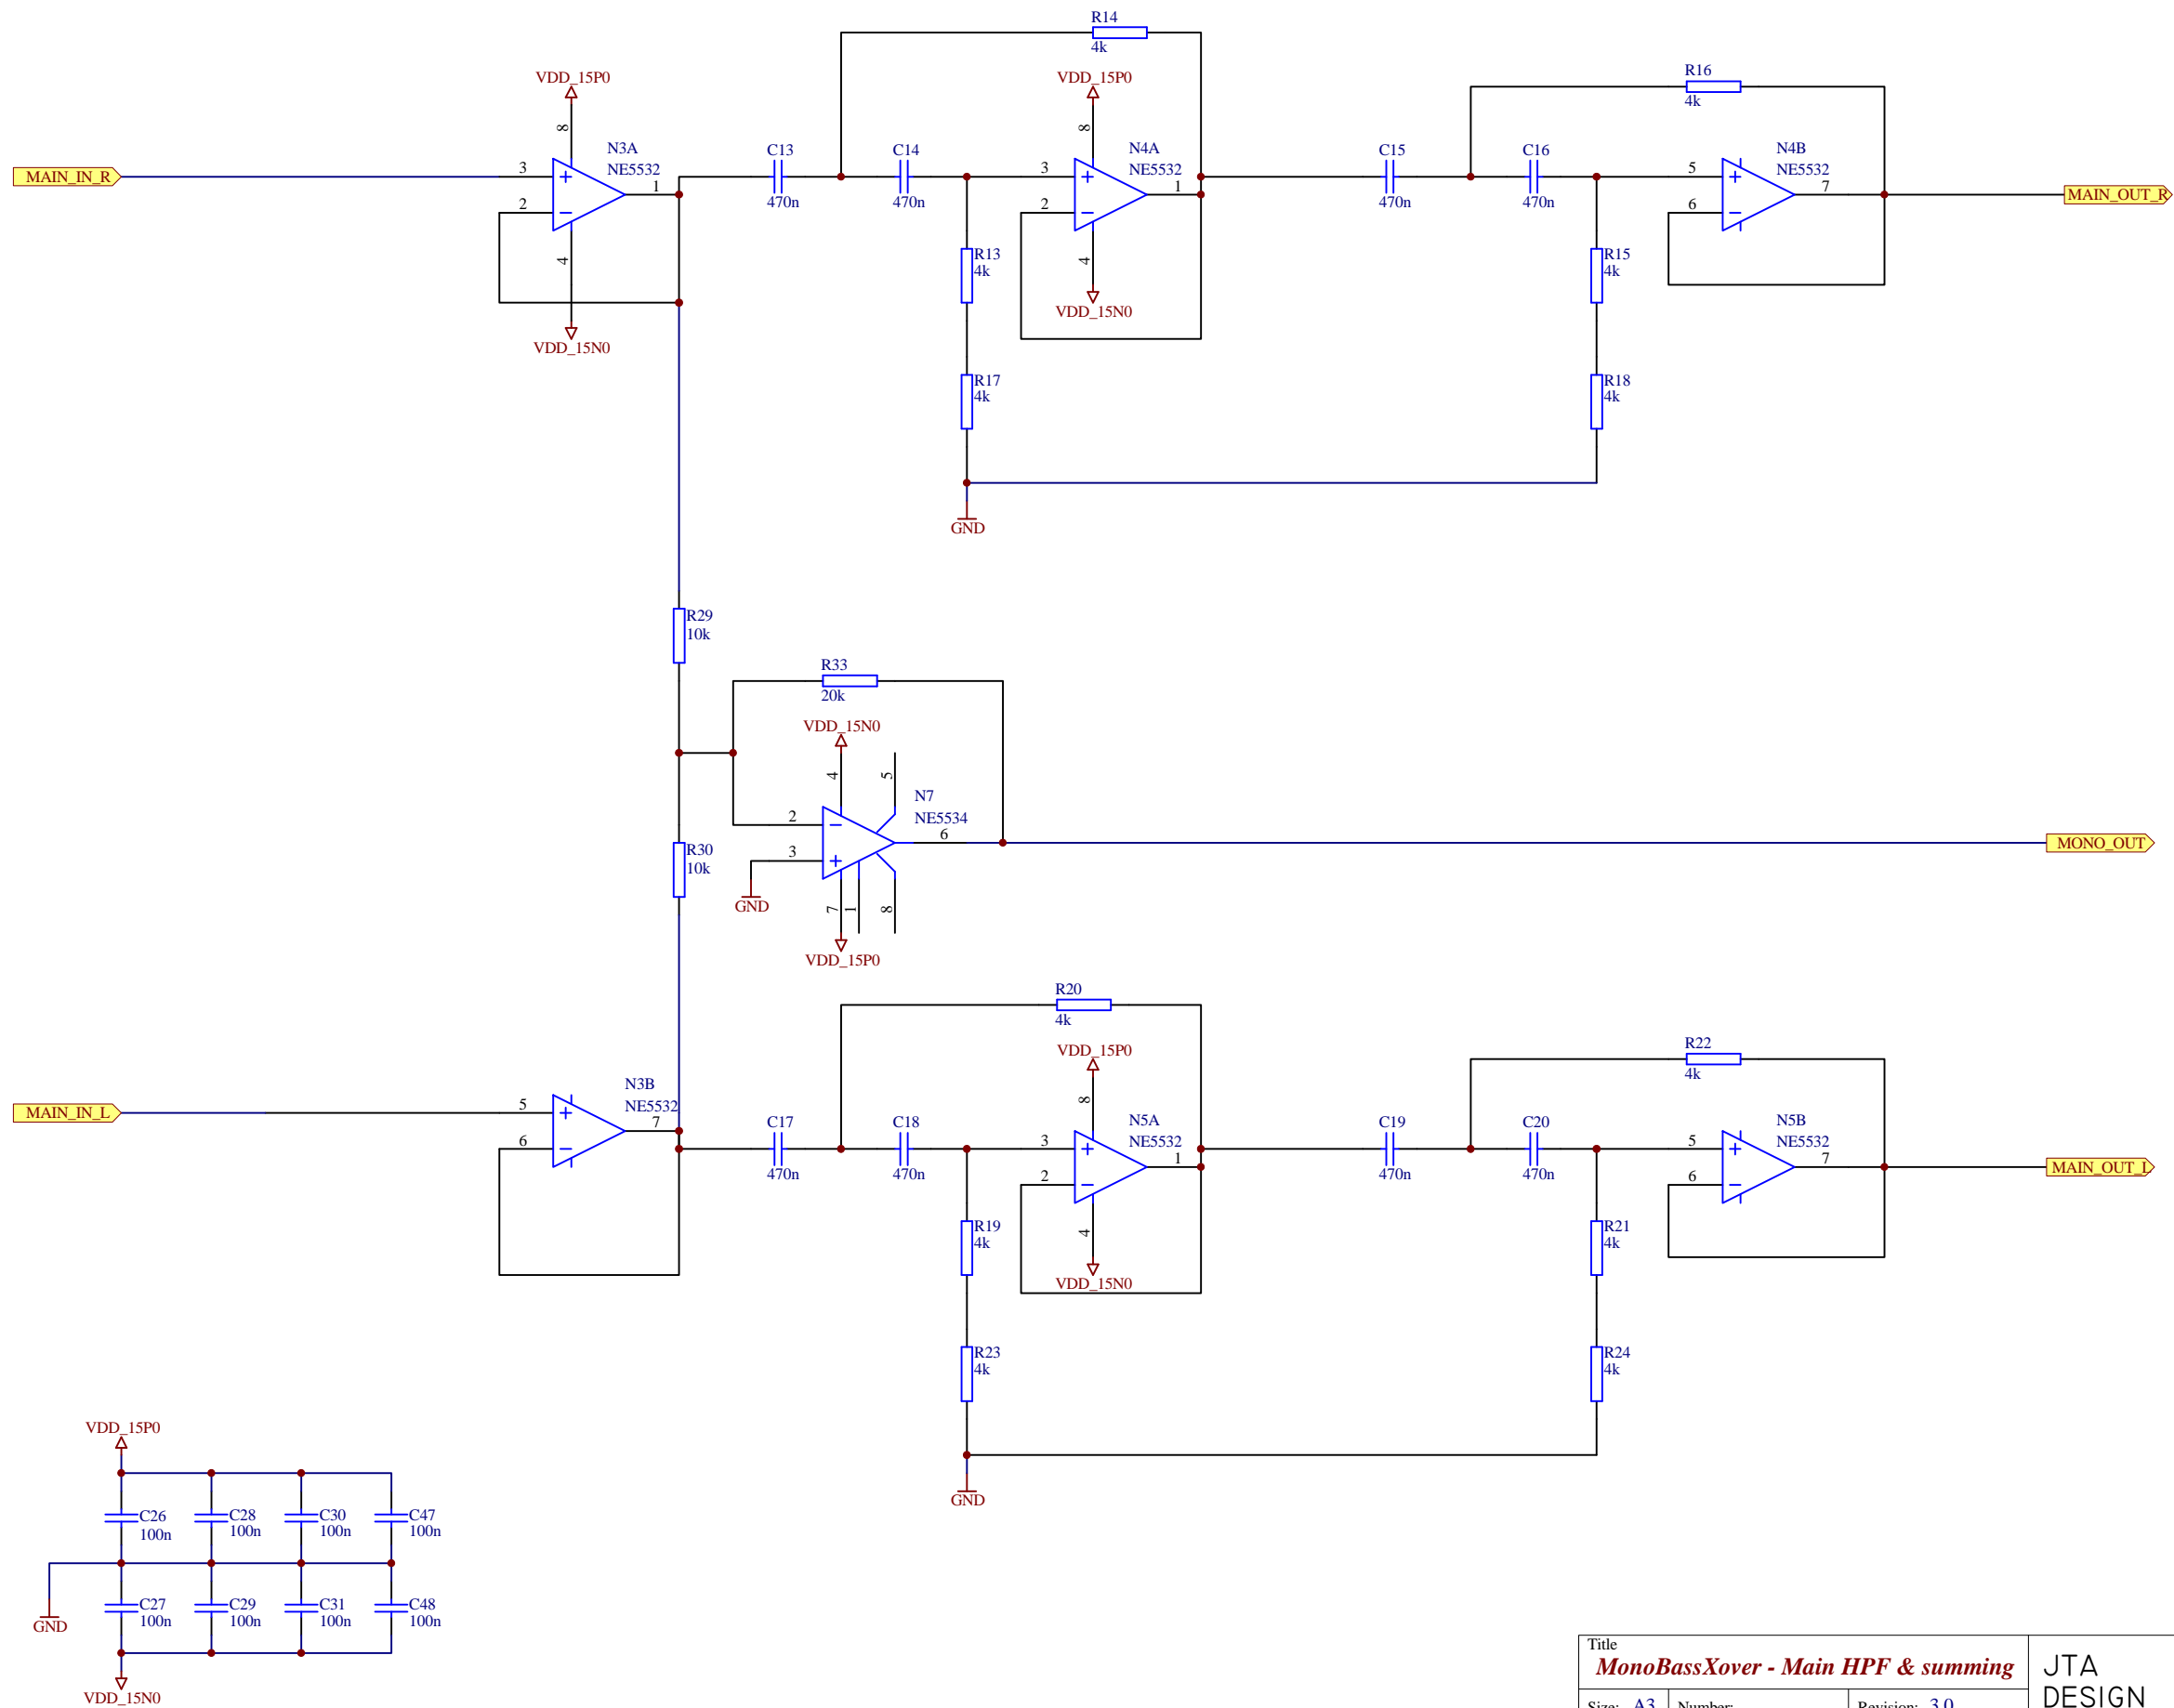 R14
4k
VDD_15P0
VDD_15P0
R16
4k
8
8
N3A
NE5532
C13
C14
N4A
NE5532
C15
C16
N4B
NE5532
MAIN_IN_R
3
1
2
470n
470n
3
1
2
470n
470n
5
7
6
MAIN_OUT_R
4
4
R13
4k
R15
4k
VDD_15N0
VDD_15N0
R17
4k
R18
4k
GND
R29
10k
R33
20k
VDD_15N0
4
5
N7
NE5534
2
6
3
MONO_OUT
R30
10k
GND
7
1
8
VDD_15P0
R20
4k
VDD_15P0
R22
4k
8
N3B
NE5532
MAIN_IN_L
5
7
6
C17
470n
C18
470n
N5A
NE5532
3
1
2
C19
470n
C20
470n
N5B
NE5532
5
7
6
MAIN_OUT_L
4
R19
4k
R21
4k
VDD_15N0
R23
4k
R24
4k
GND
VDD_15P0
C26
100n
C28
100n
C30
100n
C47
100n
C27
100n
C29
100n
C31
100n
C48
100n
GND
VDD_15N0
Title
MonoBassXover - Main HPF & summing
JTA
DESIGN
Size: A3
Number:
Revision: 3.0